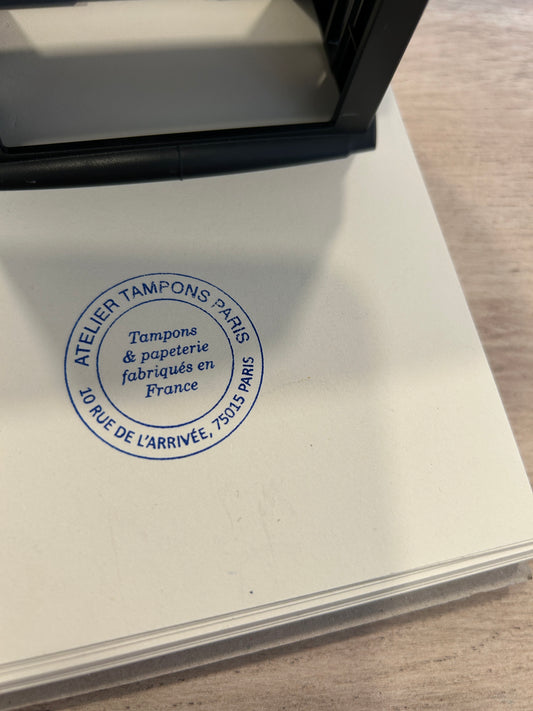 ATELIER TAMPONS PARIS
Tampons
& papeterie
fabriqués en
France
10 RUE DE L'ARRIVÉE, 75015 PARIS